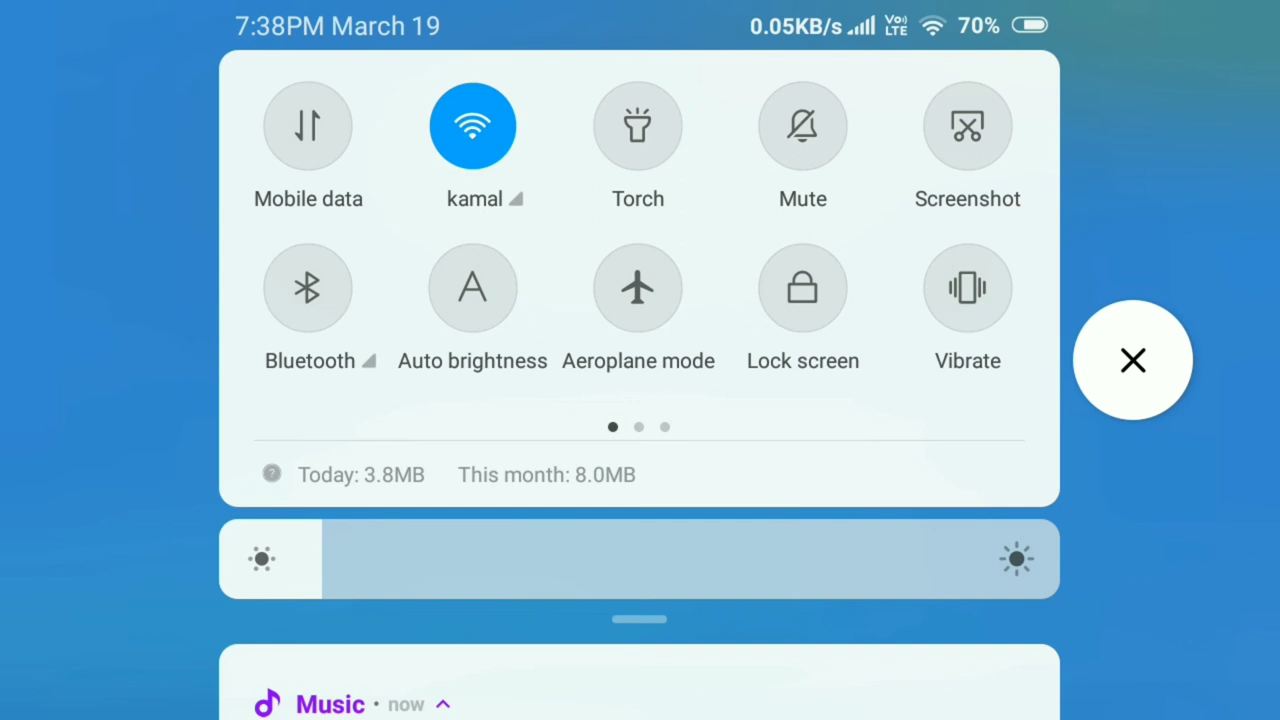 7:38PM March 19 0.05KB/s Vo) LTE 70%
Mobile data kamal Torch Mute Screenshot
A
Bluetooth Auto brightness Aeroplane mode Lock screen Vibrate
? Today: 3.8MB This month: 8.0MB
Music • now